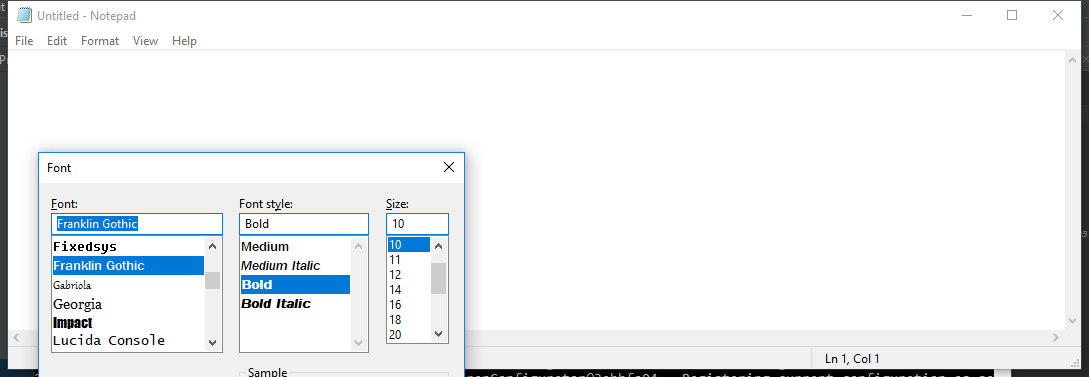 Untitled - Notepad
File Edit Format View Help
Font
Font: Font style: Size:
Franklin Gothic Bold 10
Fixedsys Medium 10
Franklin Gothic Medium Italic 11
Gabriola Bold 12
Georgia Bold Italic 14
Impact 16
Lucida Console 18
20
Ln 1, Col 1
Sample